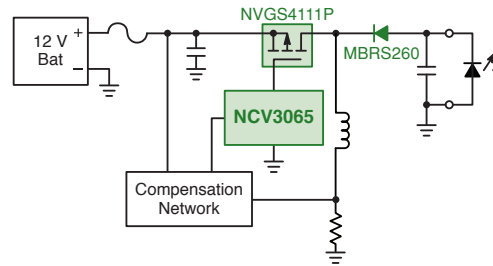 NVGS4111P
12 V
Bat
+
−
MBRS260
NCV3065
Compensation
Network